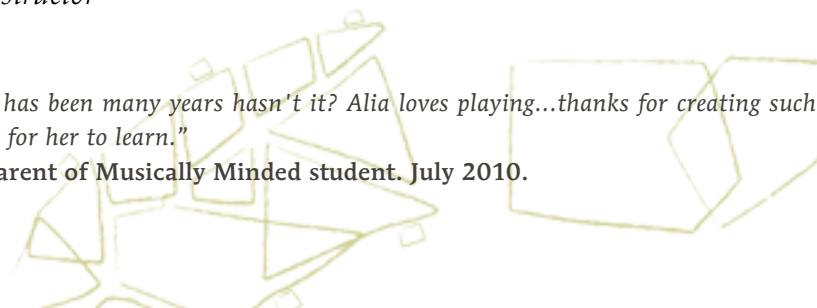 has been many years hasn't it? Alia loves playing...thanks for creating such
for her to learn.”
arent of Musically Minded student. July 2010.